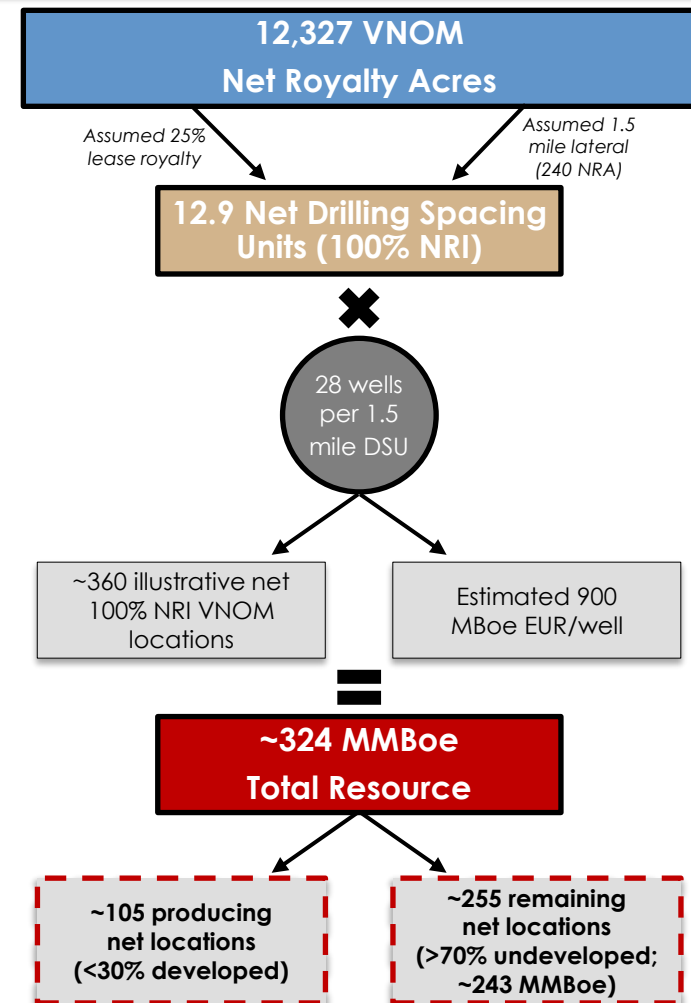 12,327 VNOM
Net Royalty Acres
Assumed 25%
lease royalty
Assumed 1.5
mile lateral
(240 NRA)
12.9 Net Drilling Spacing
Units (100% NRI)
28 wells
per 1.5
mile DSU
~360 illustrative net
100% NRI VNOM
locations
Estimated 900
MBoe EUR/well
~324 MMBoe
Total Resource
~105 producing
net locations
(<30% developed)
~255 remaining
net locations
(>70% undeveloped;
~243 MMBoe)